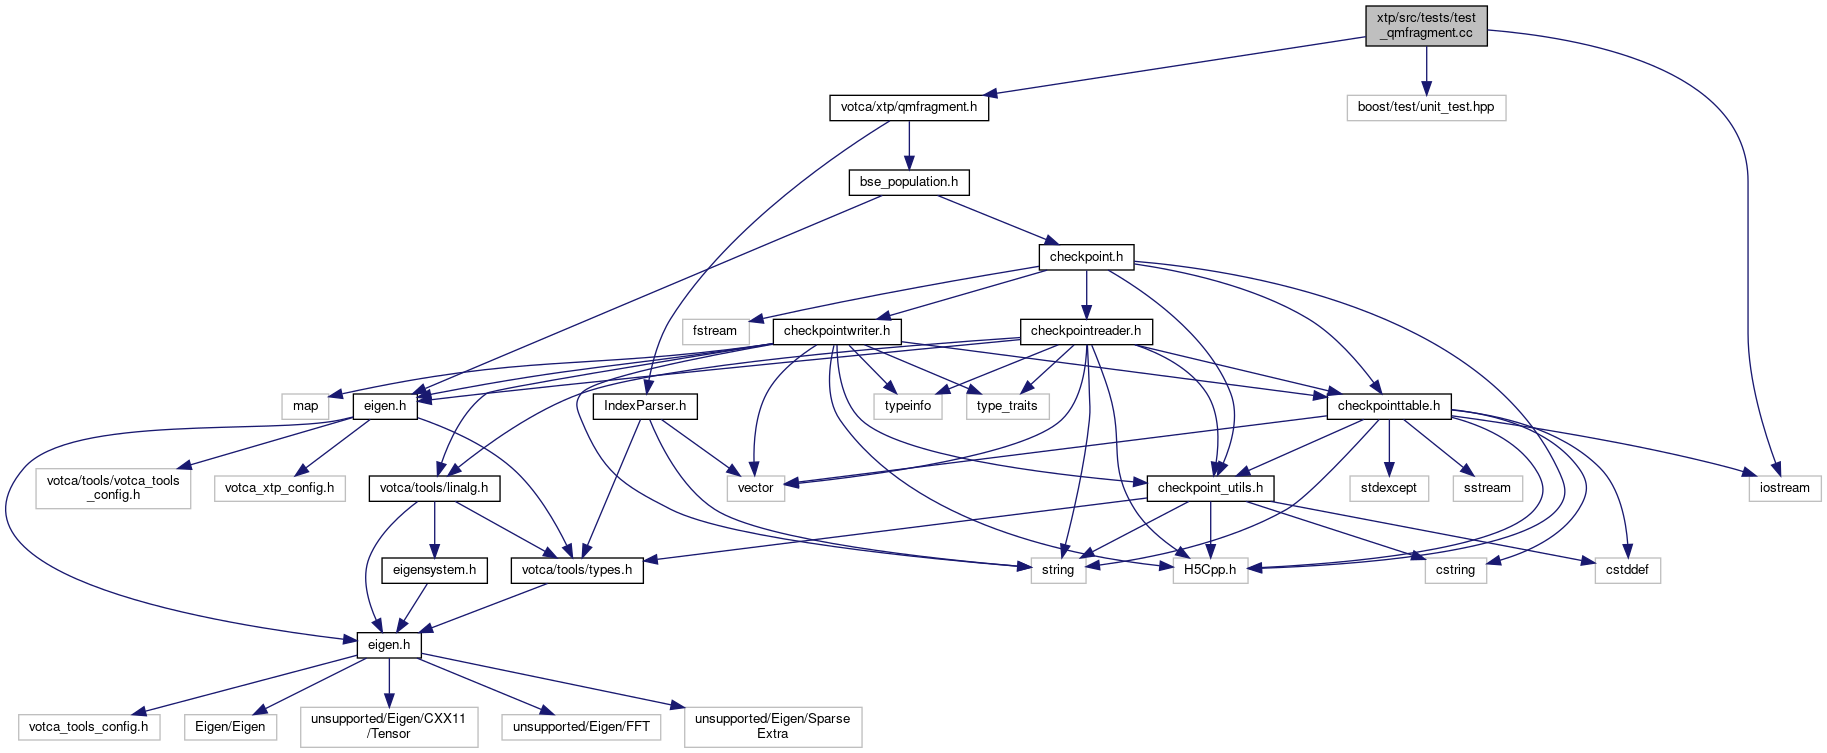 xtp/src/tests/test
_qmfragment.cc
votca/xtp/qmfragment.h
boost/test/unit_test.hpp
bse_population.h
checkpoint.h
fstream
checkpointwriter.h
checkpointreader.h
map
eigen.h
IndexParser.h
typeinfo
type_traits
checkpointtable.h
votca/tools/votca_tools
_config.h
votca_xtp_config.h
votca/tools/linalg.h
vector
checkpoint_utils.h
stdexcept
sstream
iostream
eigensystem.h
votca/tools/types.h
string
H5Cpp.h
cstring
cstddef
eigen.h
votca_tools_config.h
Eigen/Eigen
unsupported/Eigen/CXX11
/Tensor
unsupported/Eigen/FFT
unsupported/Eigen/Sparse
Extra